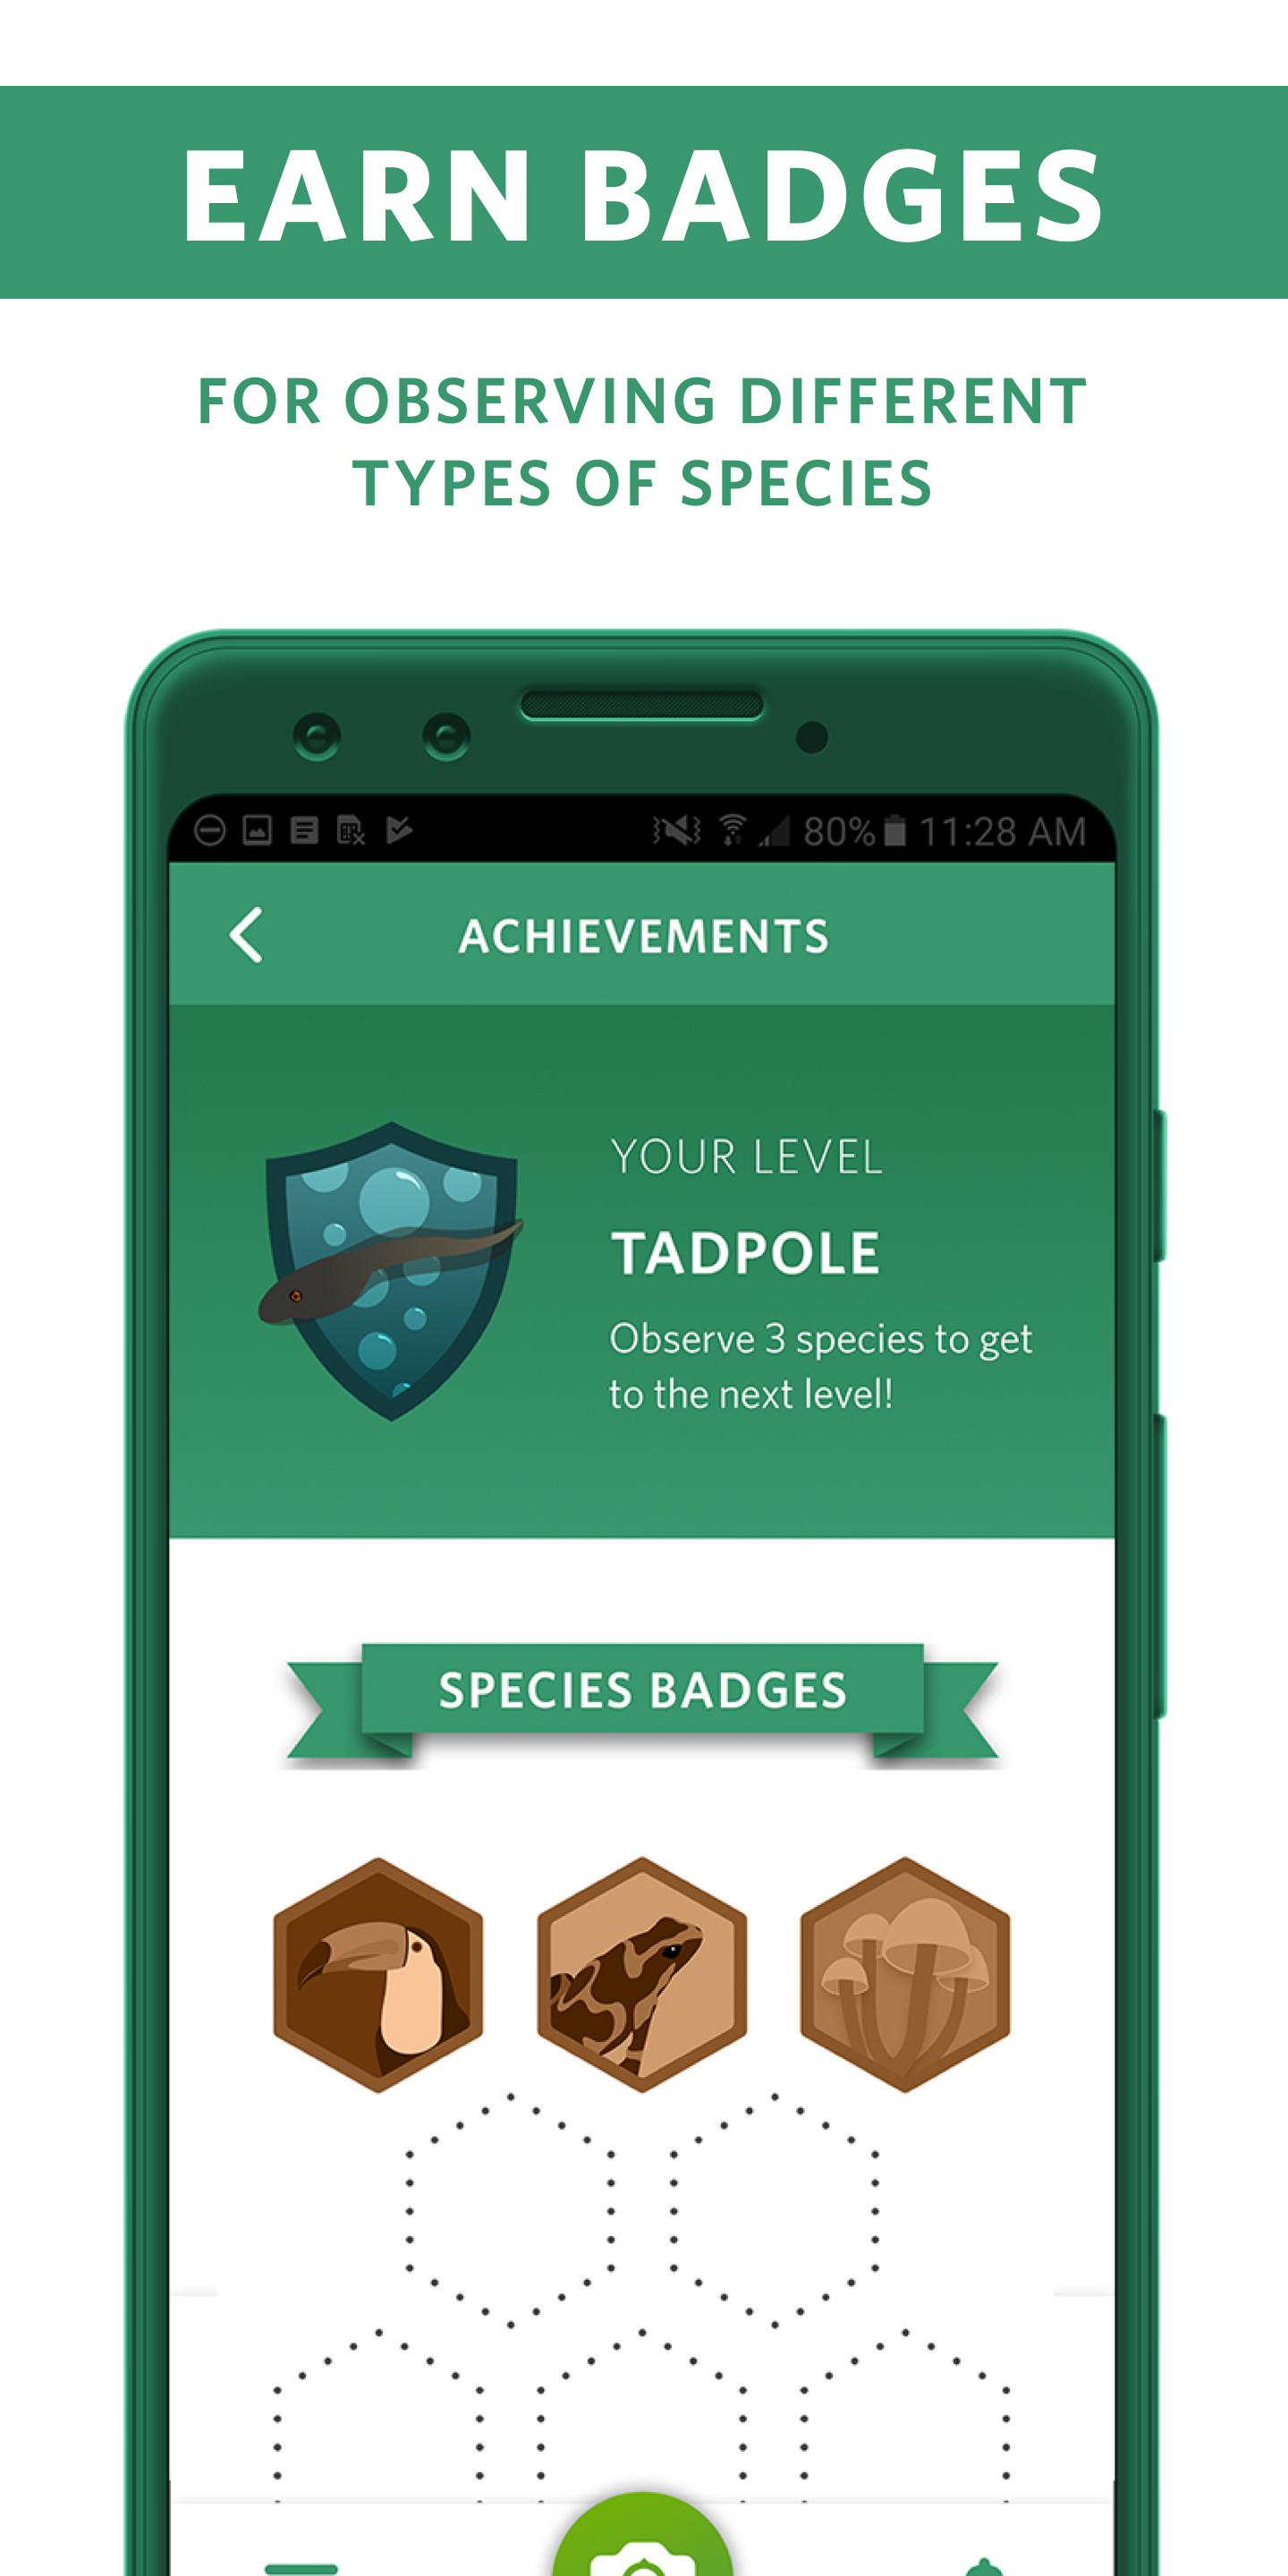 EARN BADGES
FOR OBSERVING DIFFERENT
TYPES OF SPECIES
80% 11:28 AM
ACHIEVEMENTS
YOUR LEVEL
TADPOLE
Observe 3 species to get
to the next level!
SPECIES BADGES